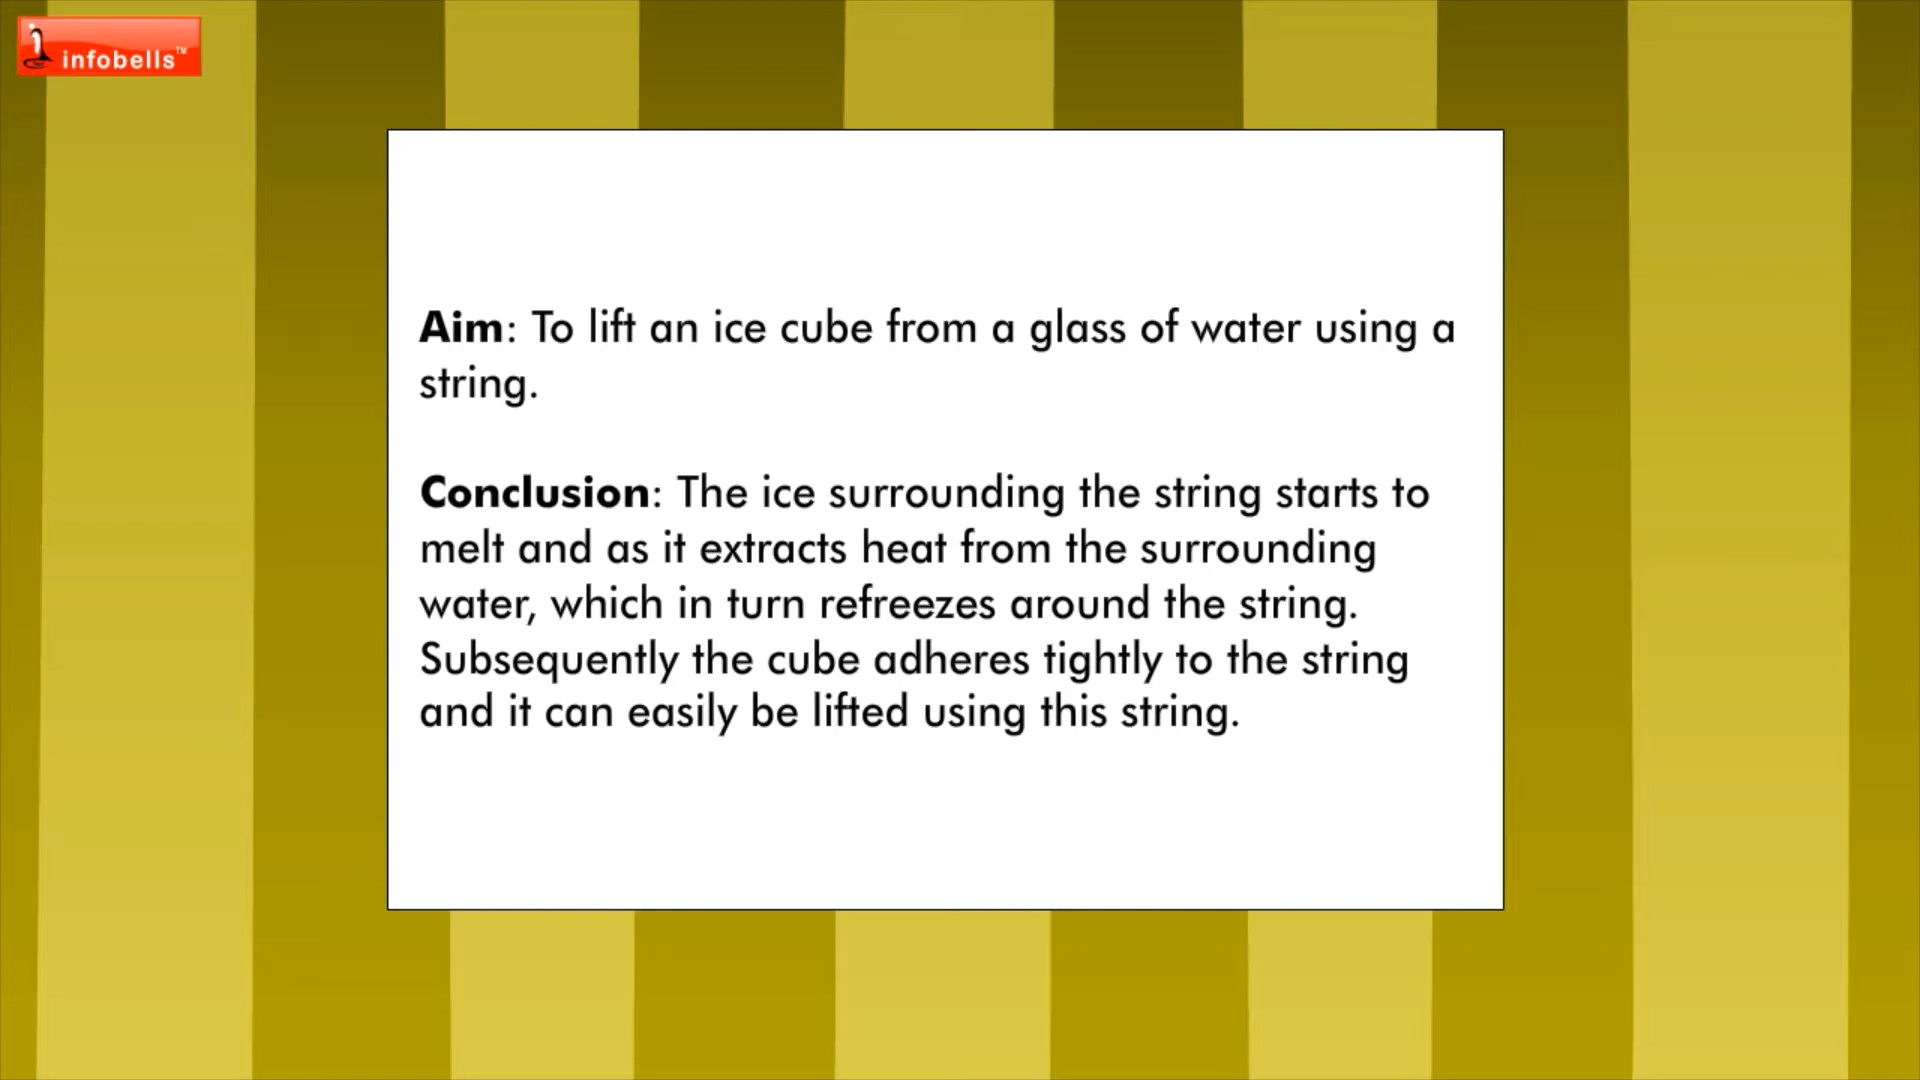 infobells™
Aim: To lift an ice cube from a glass of water using a
string.
Conclusion: The ice surrounding the string starts to
melt and as it extracts heat from the surrounding
water, which in turn refreezes around the string.
Subsequently the cube adheres tightly to the string
and it can easily be lifted using this string.